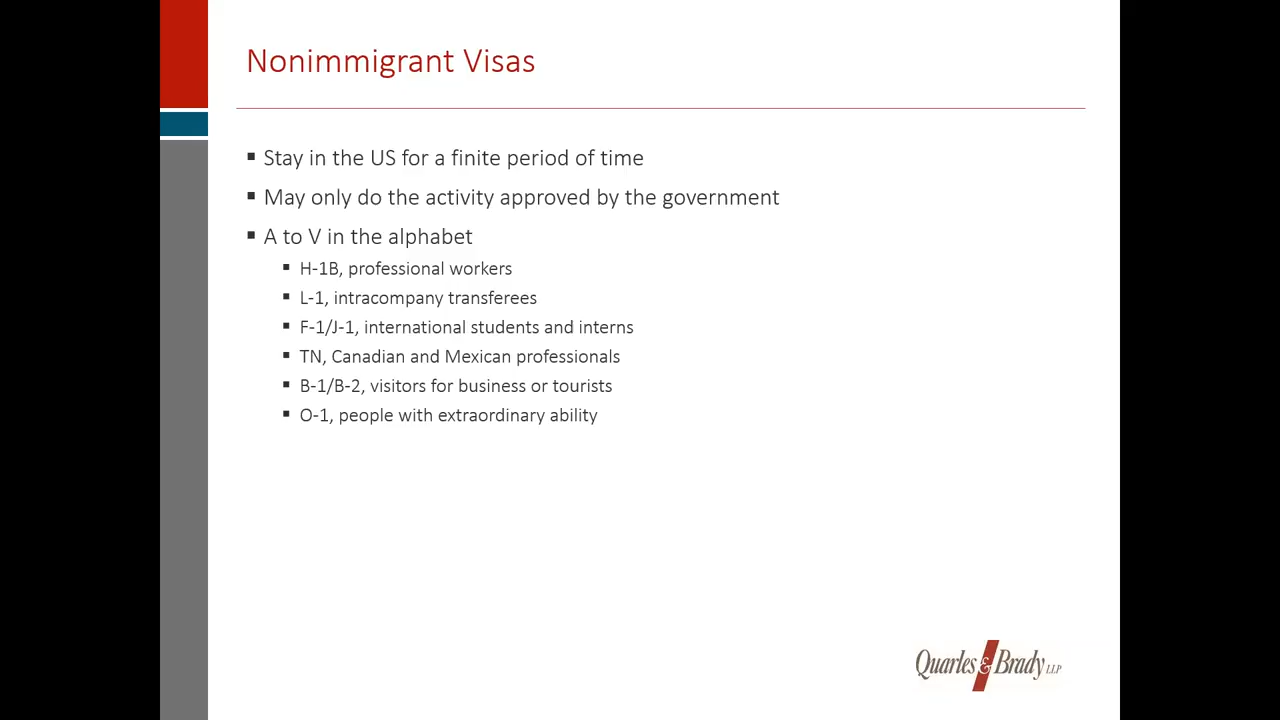 Nonimmigrant Visas
▪ Stay in the US for a finite period of time
▪ May only do the activity approved by the government
▪ A to V in the alphabet
▪ H-1B, professional workers
▪ L-1, intracompany transferees
▪ F-1/J-1, international students and interns
▪ TN, Canadian and Mexican professionals
▪ B-1/B-2, visitors for business or tourists
▪ O-1, people with extraordinary ability
Quarles & Brady LLP